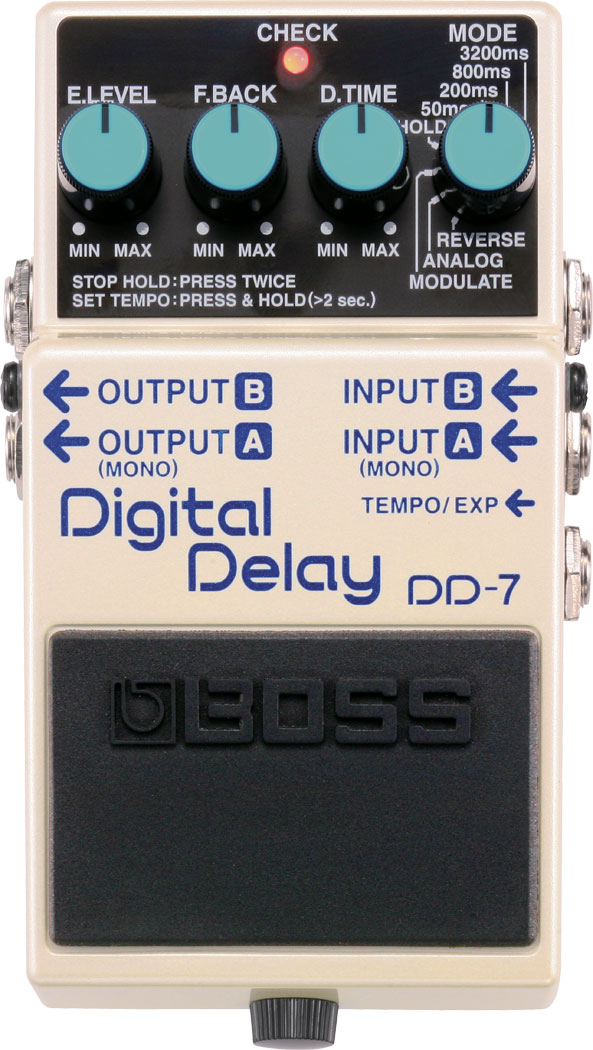 CHECK
MODE
3200ms
800ms
200ms
50ms
HOLD
E.LEVEL
F.BACK
D.TIME
MIN MAX
MIN MAX
MIN MAX
REVERSE
ANALOG
MODULATE
STOP HOLD:PRESS TWICE
SET TEMPO:PRESS & HOLD(>2 sec.)
OUTPUT B
INPUT B
OUTPUT A
INPUT A
(MONO)
(MONO)
TEMPO/EXP
Digital
Delay
DD-7
BOSS